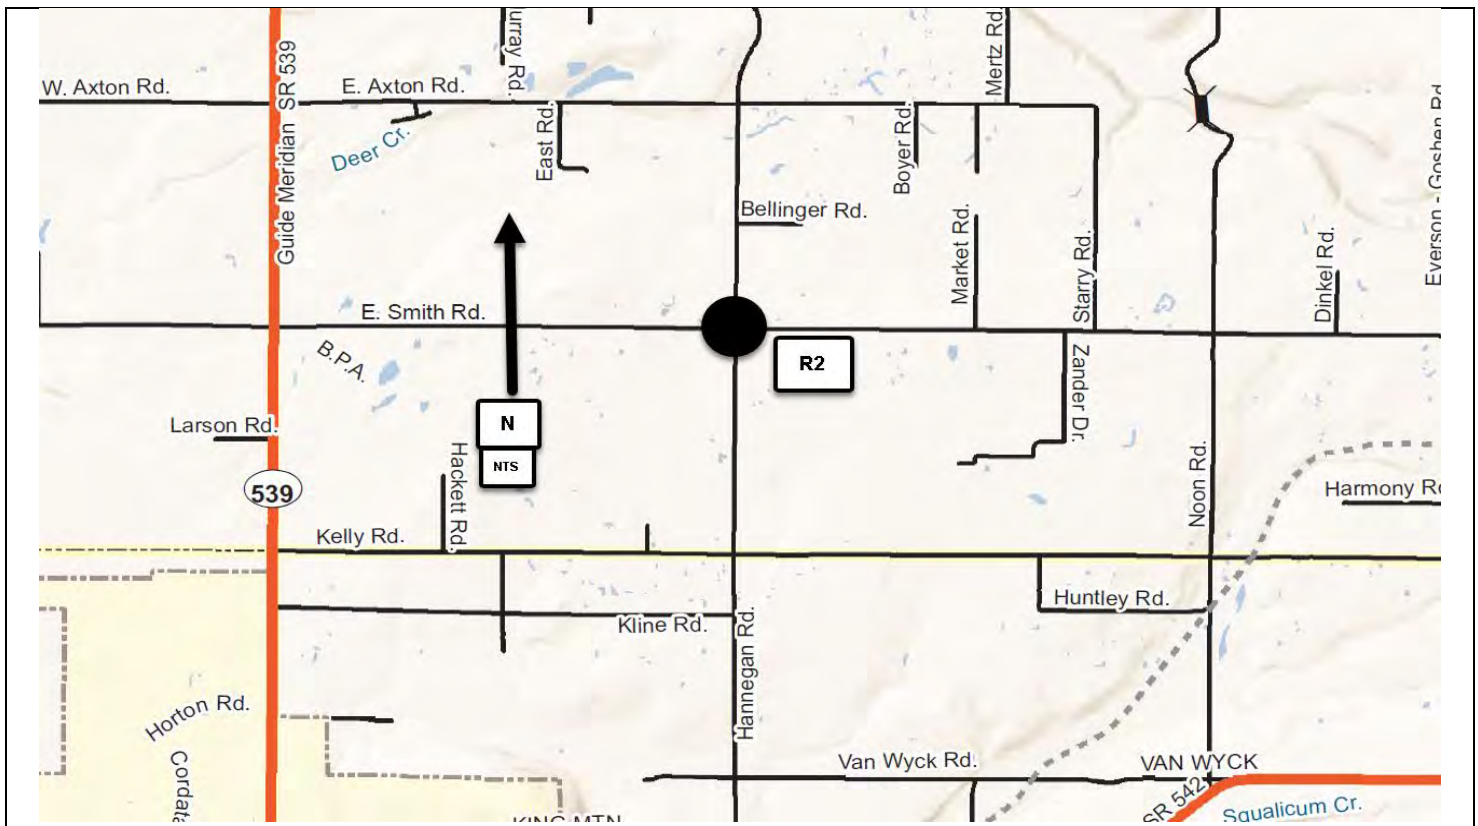 urray Rd.
Mertz Rd.
SR 539
W. Axton Rd.
E. Axton Rd.
Everson - Goshen Rd
Deer Cr.
East Rd.
Boyer Rd.
Guide Meridian
Bellinger Rd.
Market Rd.
Starry Rd.
Dinkel Rd.
E. Smith Rd.
B.P.A.
R2
Zander Dr.
Larson Rd.
N
NTS
Hackett Rd.
Noon Rd.
539
Harmony Rd
Kelly Rd.
Huntley Rd.
Kline Rd.
Hannegan Rd.
Horton Rd.
Cordata
Van Wyck Rd.
VAN WYCK
SR 542
Squalicum Cr.
KING MTN